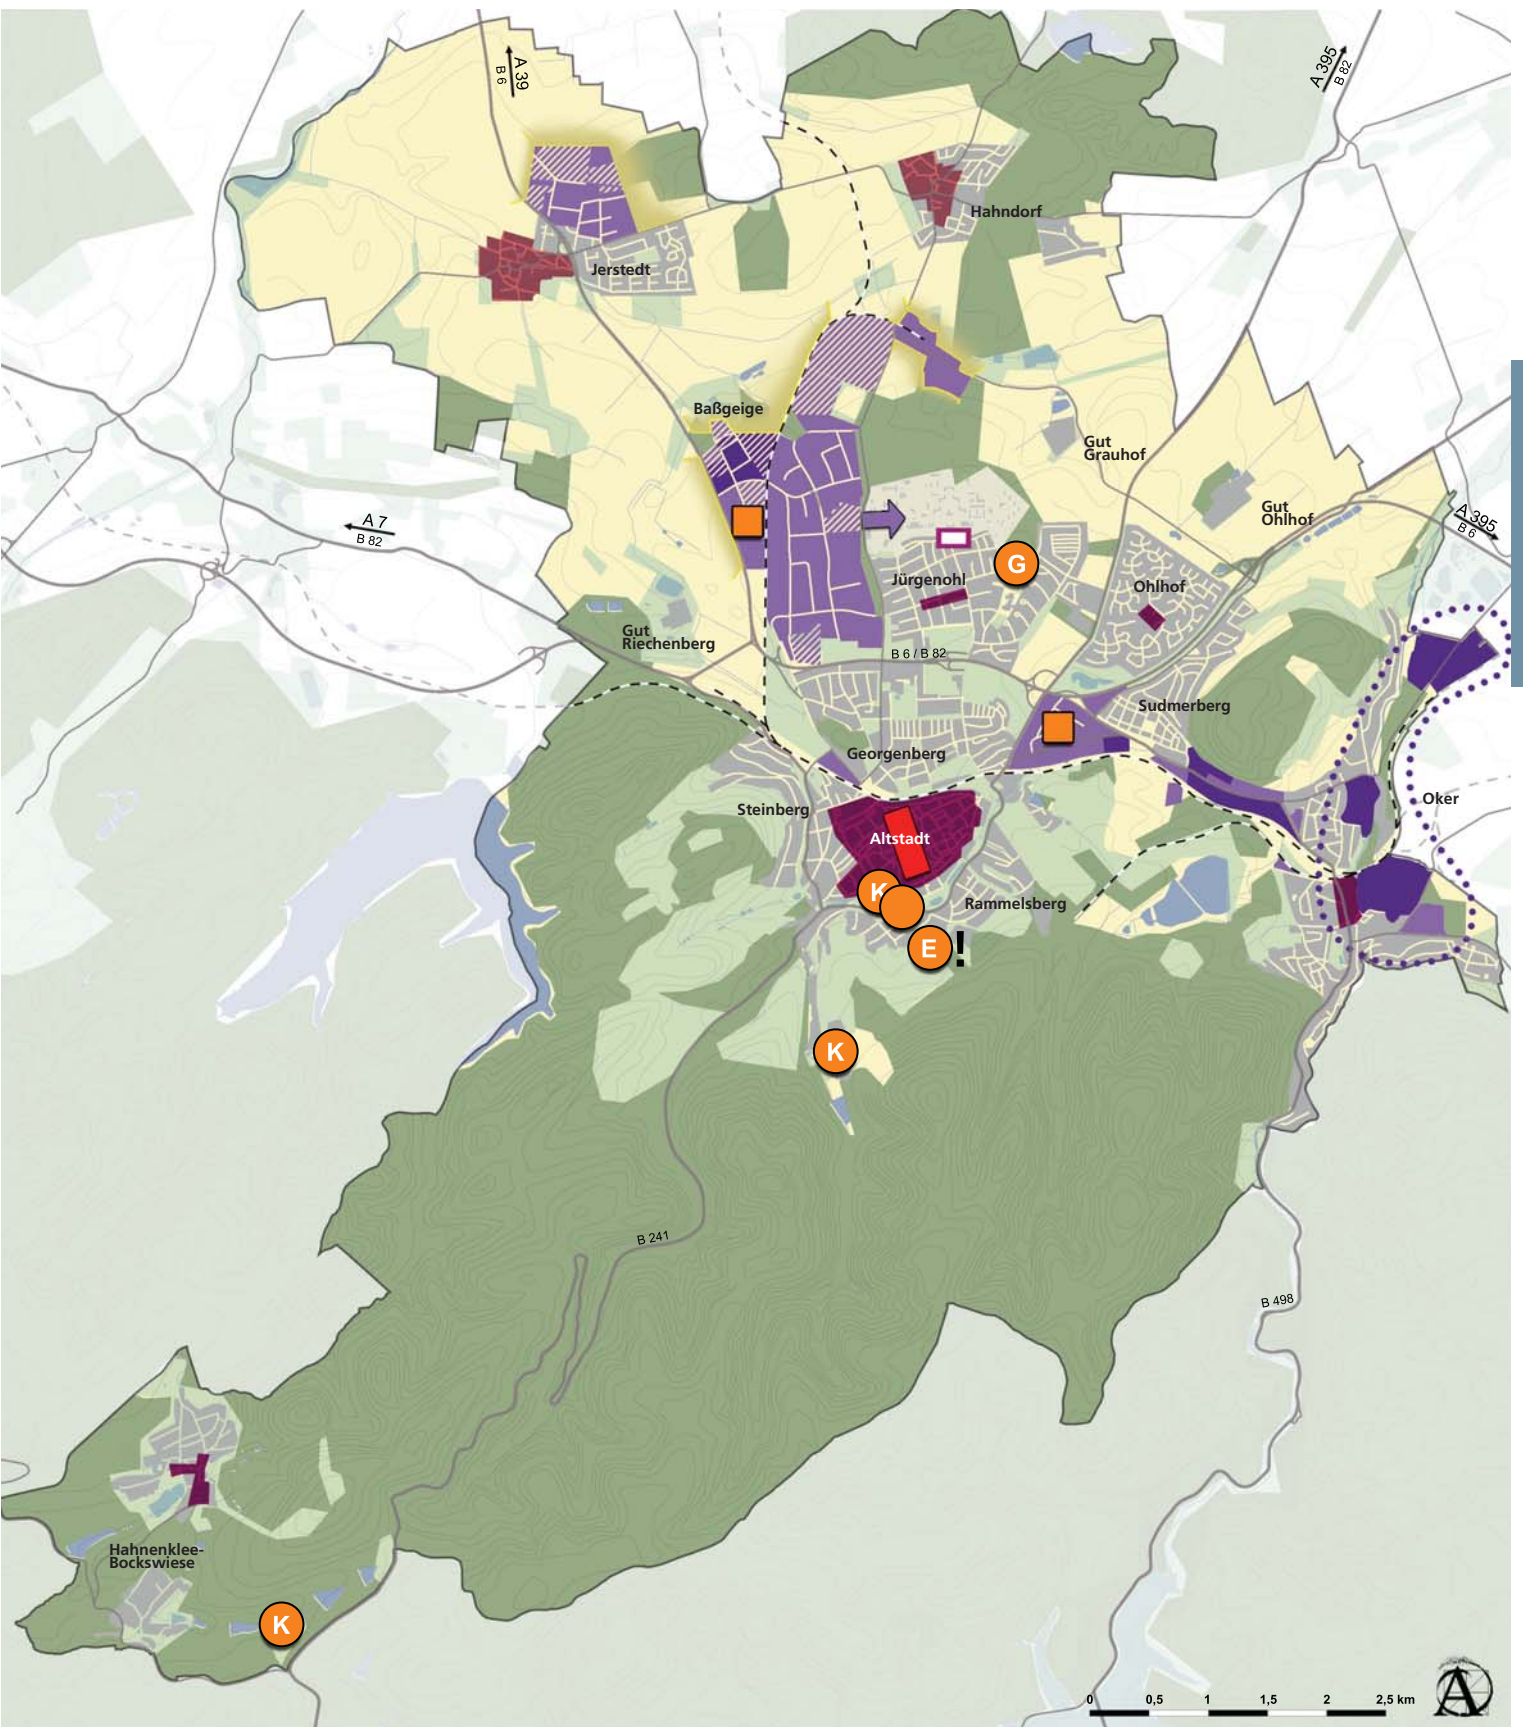 A 39
B 6
A 395
B 82
Hahndorf
Jerstedt
Baßgeige
Gut
Grauhof
Gut
Ohlhof
A 7
B 82
A 395
B 6
G
Jürgenohl
Ohlhof
Gut
Riechenberg
B 6 / B 82
Sudmerberg
Georgenberg
Steinberg
Oker
Altstadt
K
Rammelsberg
E !
K
B 241
B 498
Hahnenklee-
Bockswiese
K
0 0,5 1 1,5 2 2,5 km
A